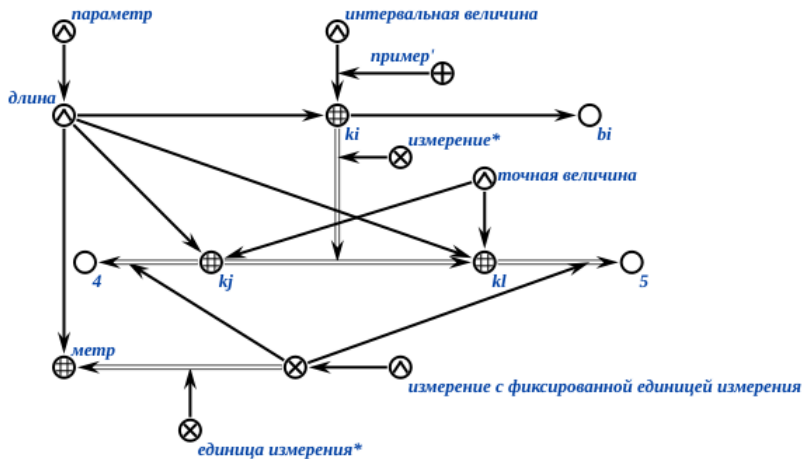 параметр
интервальная величина
пример'
длина
ki
bi
измерение*
точная величина
4
kj
kl
5
метр
измерение с фиксированной единицей измерения
единица измерения*